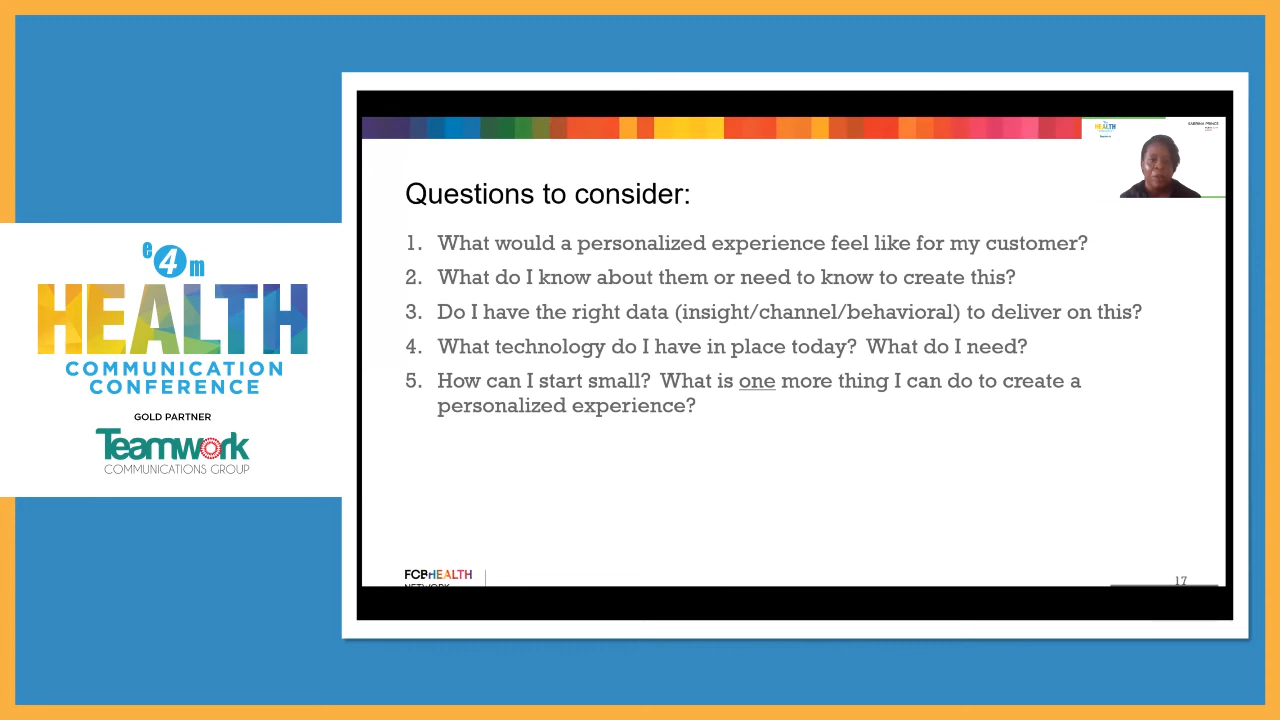 e4m
HEALTH
COMMUNICATION
CONFERENCE
GOLD PARTNER
Teamwork
COMMUNICATIONS GROUP
HEALTH
SABRINA PRINCE
Questions to consider:
1. What would a personalized experience feel like for my customer?
2. What do I know about them or need to know to create this?
3. Do I have the right data (insight/channel/behavioral) to deliver on this?
4. What technology do I have in place today?  What do I need?
5. How can I start small?  What is one more thing I can do to create a
personalized experience?
FCBHEALTH
NETWORK
17